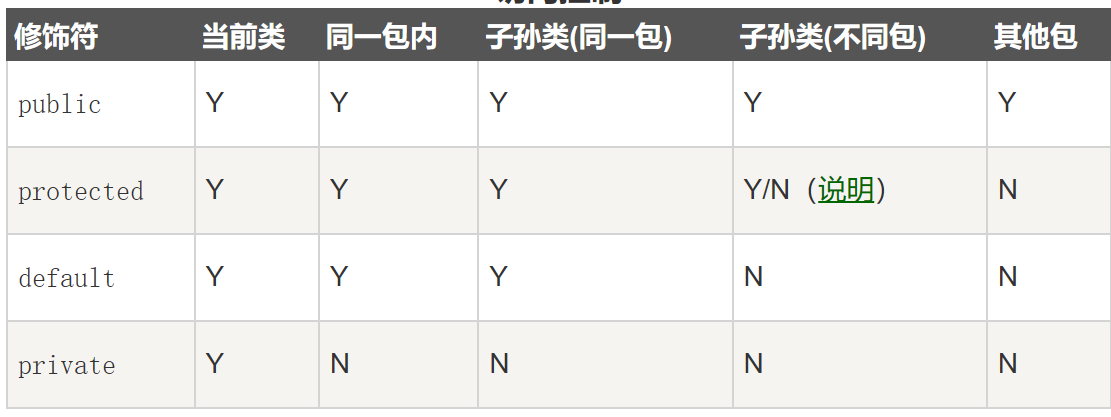 修饰符 当前类 同一包内 子孙类(同一包) 子孙类(不同包) 其他包
public Y Y Y Y Y
protected Y Y Y Y/N（说明） N
default Y Y Y N N
private Y N N N N